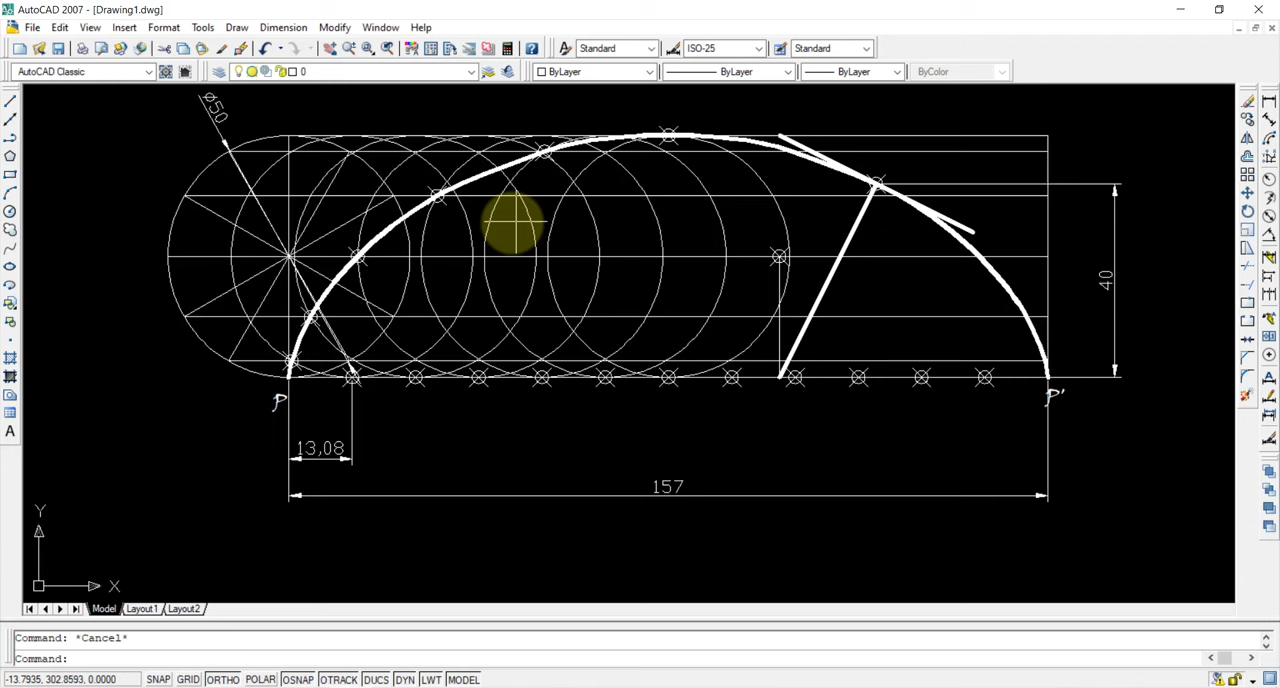 AutoCAD 2007 - [Drawing1.dwg]
File Edit View Insert Format Tools Draw Dimension Modify Window Help
Standard ISO-25 Standard
AutoCAD Classic 0 ByLayer ByLayer ByLayer ByColor
ø50
40
P P'
13,08
157
Y
X
A
Model Layout1 Layout2
Command: *Cancel*
Command:
-13.7935, 302.8593, 0.0000 SNAP GRID ORTHO POLAR OSNAP OTRACK DUCS DYN LWT MODEL